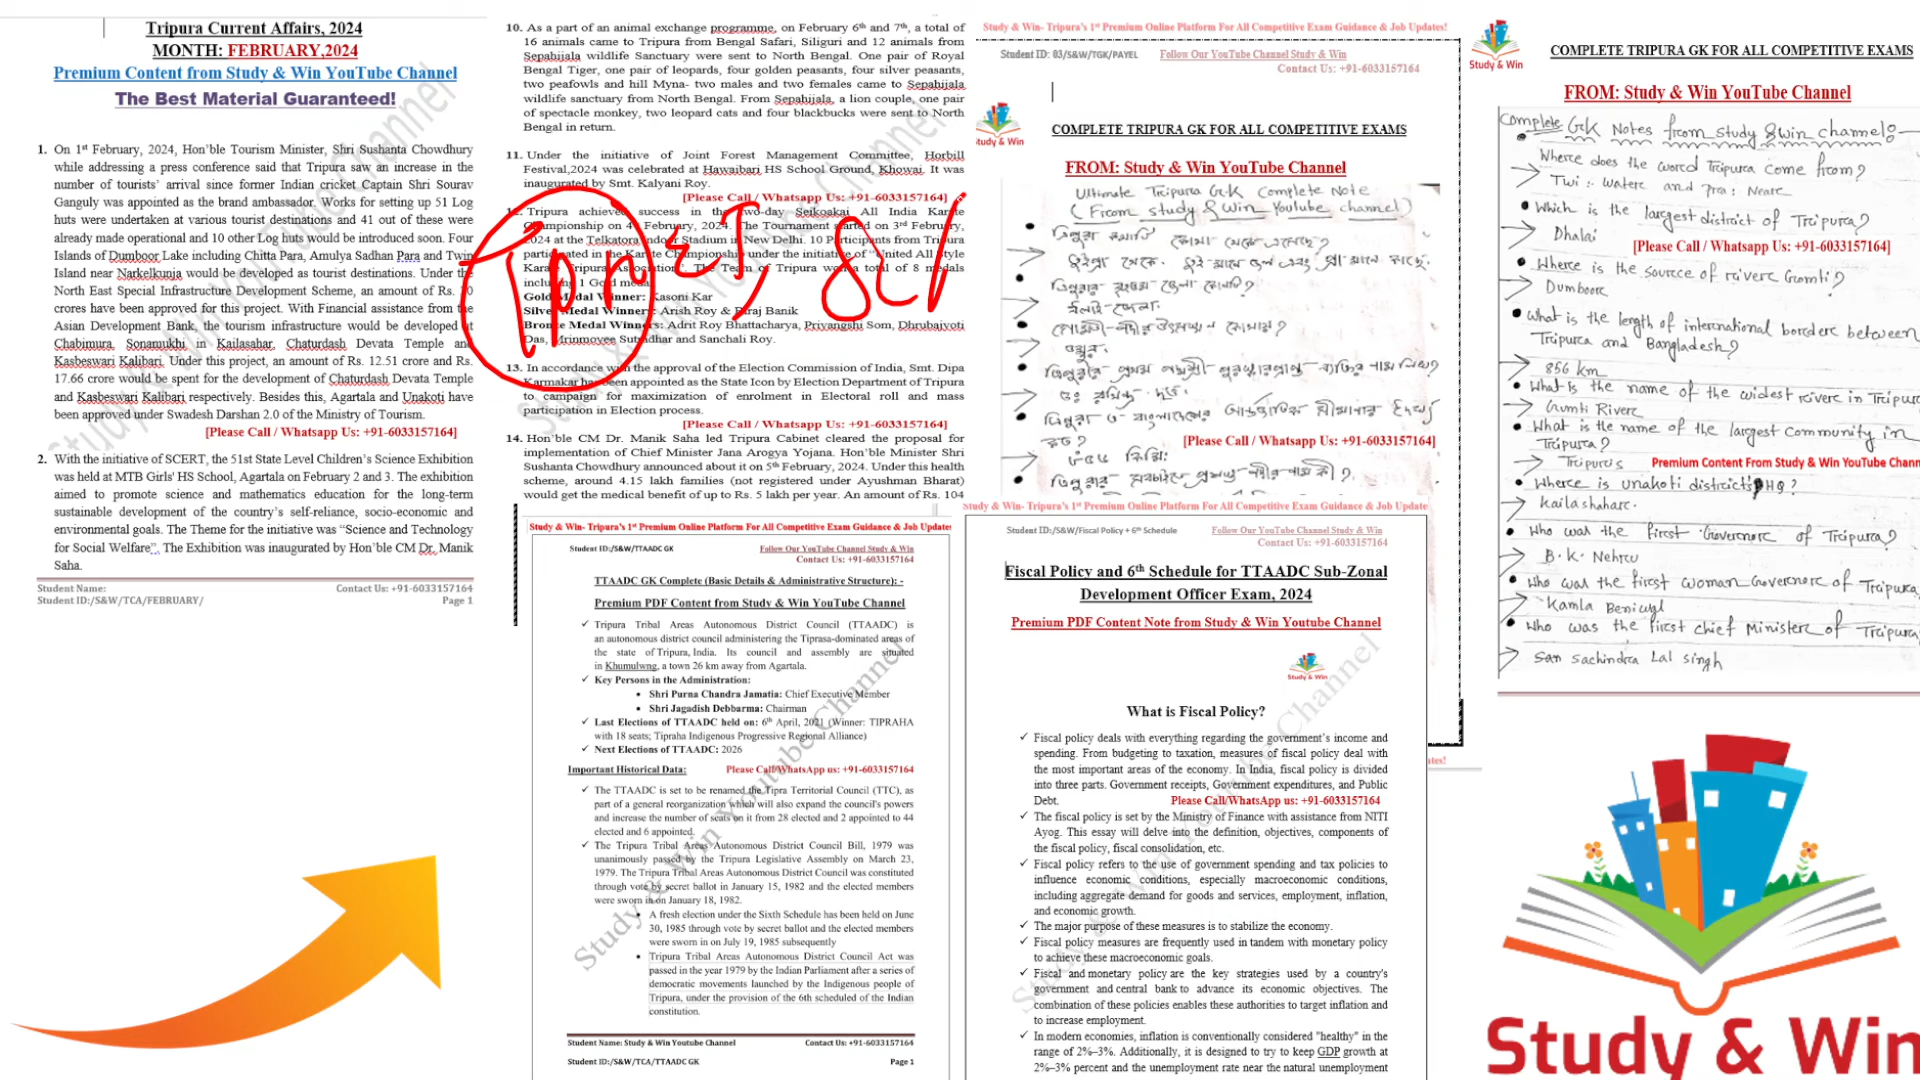 Tripura Current Affairs, 2024
MONTH: FEBRUARY,2024
Premium Content from Study & Win YouTube Channel
The Best Material Guaranteed!
1. On 1st February, 2024, Hon'ble Tourism Minister, Shri Sushanta Chowdhury
while addressing a press conference said that Tripura saw an increase in the
number of tourists' arrival since former Indian cricket Captain Shri Sourav
Ganguly was appointed as the brand ambassador. Works for setting up 51 Log
huts were undertaken at various tourist destinations and 41 out of these were
already made operational and 10 other Log huts would be introduced soon. Four
Islands of Dumboor Lake including Chitta Para, Amulya Sadhan Para and Twin
Island near Narkelkunja would be developed as tourist destinations. Under the
North East Special Infrastructure Development Scheme, an amount of Rs.
crores have been approved for this project. With Financial assistance from the
Asian Development Bank, the tourism infrastructure would be developed at
Chabimura, Sonamukhi in Kailasahar, Chaturdash Devata Temple and
Kasbeswari Kalibari. Under this project, an amount of Rs. 12.51 crore and Rs.
17.66 crore would be spent for the development of Chaturdash Devata Temple
and Kasbeswari Kalibari respectively. Besides this, Agartala and Unakoti have
been approved under Swadesh Darshan 2.0 of the Ministry of Tourism.
[Please Call / Whatsapp Us: +91-6033157164]
2. With the initiative of SCERT, the 51st State Level Children's Science Exhibition
was held at MTB Girls' HS School, Agartala on February 2 and 3. The exhibition
aimed to promote science and mathematics education for the long-term
sustainable development of the country's self-reliance, socio-economic and
environmental goals. The Theme for the initiative was "Science and Technology
for Social Welfare". The Exhibition was inaugurated by Hon'ble CM Dr. Manik
Saha.
Student Name: Contact Us: +91-6033157164
Student ID:/S&W/TCA/FEBRUARY/ Page 1
10. As a part of an animal exchange programme, on February 6th and 7th, a total of
16 animals came to Tripura from Bengal Safari, Siliguri and 12 animals from
Sepahijala wildlife Sanctuary were sent to North Bengal. One pair of Royal
Bengal Tiger, one pair of leopards, four golden peasants, four silver peasants,
two peafowls and hill Myna- two males and two females came to Sepahijala
wildlife sanctuary from North Bengal. From Sepahijala, a lion couple, one pair
of spectacle monkey, two leopard cats and four blackbucks were sent to North
Bengal in return.
11. Under the initiative of Joint Forest Management Committee, Horbill
Festival,2024 was celebrated at Hawaibari HS School Ground, Khowai. It was
inaugurated by Smt. Kalyani Roy.
[Please Call / Whatsapp Us: +91-6033157164]
Tripura achieved success in the two-day Seikoakai All India Karate
Championship on 4 February, 2024. The Tournament started on 3rd February,
2024 at the Telkatora Indoor Stadium in New Delhi. 10 Participants from Tripura
participated in the Karate Championship under the initiative of "United All Style
Karate Tripura Association". The Team of Tripura won a total of 8 medals
including 1 Gold medal.
Gold Medal Winner: Kasoni Kar
Silver Medal Winners: Arish Roy & Biraj Banik
Bronze Medal Winners: Adrit Roy Bhattacharya, Priyangshi Som, Dhrubajyoti
Das, Mrinmoyee Sutradhar and Sanchali Roy.
13. In accordance with the approval of the Election Commission of India, Smt. Dipa
Karmakar has been appointed as the State Icon by Election Department of Tripura
to campaign for maximization of enrolment in Electoral roll and mass
participation in Election process.
[Please Call / Whatsapp Us: +91-6033157164]
14. Hon'ble CM Dr. Manik Saha led Tripura Cabinet cleared the proposal for
implementation of Chief Minister Jana Arogya Yojana. Hon'ble Minister Shri
Sushanta Chowdhury announced about it on 5th February, 2024. Under this health
scheme, around 4.15 lakh families (not registered under Ayushman Bharat)
would get the medical benefit of up to Rs. 5 lakh per year. An amount of Rs. 104
Study & Win- Tripura's 1st Premium Online Platform For All Competitive Exam Guidance & Job Updates
Student ID:/S&W/TTAADC GK Follow Our YouTube Channel Study & Win
Contact Us: +91-6033157164
TTAADC GK Complete (Basic Details & Administrative Structure): -
Premium PDF Content from Study & Win YouTube Channel
✓ Tripura Tribal Areas Autonomous District Council (TTAADC) is
an autonomous district council administering the Tiprasa-dominated areas of
the state of Tripura, India. Its council and assembly are situated
in Khumulwng, a town 26 km away from Agartala.
✓ Key Persons in the Administration:
• Shri Purna Chandra Jamatia: Chief Executive Member
• Shri Jagadish Debbarma: Chairman
✓ Last Elections of TTAADC held on: 6th April, 2021 (Winner: TIPRAHA
with 18 seats; Tipraha Indigenous Progressive Regional Alliance)
✓ Next Elections of TTAADC: 2026
Important Historical Data: Please Call/WhatsApp us: +91-6033157164
✓ The TTAADC is set to be renamed the Tipra Territorial Council (TTC), as
part of a general reorganization which will also expand the council's powers
and increase the number of seats on it from 28 elected and 2 appointed to 44
elected and 6 appointed.
✓ The Tripura Tribal Areas Autonomous District Council Bill, 1979 was
unanimously passed by the Tripura Legislative Assembly on March 23,
1979. The Tripura Tribal Areas Autonomous District Council was constituted
through vote by secret ballot in January 15, 1982 and the elected members
were sworn in on January 18, 1982.
• A fresh election under the Sixth Schedule has been held on June
30, 1985 through vote by secret ballot and the elected members
were sworn in on July 19, 1985 subsequently
• Tripura Tribal Areas Autonomous District Council Act was
passed in the year 1979 by the Indian Parliament after a series of
democratic movements launched by the Indigenous people of
Tripura, under the provision of the 6th scheduled of the Indian
constitution.
Student Name: Study & Win Youtube Channel Contact Us: +91-6033157164
Student ID:/S&W/TCA/TTAADC GK Page 1
Study & Win- Tripura's 1st Premium Online Platform For All Competitive Exam Guidance & Job Updates!
Student ID: 03/S&W/TGK/PAYEL Follow Our YouTube Channel Study & Win
Contact Us: +91-6033157164
COMPLETE TRIPURA GK FOR ALL COMPETITIVE EXAMS
FROM: Study & Win YouTube Channel
Ultimate Tripura GK Complete Note
(From study & Win Youtube channel)
[Please Call / Whatsapp Us: +91-6033157164]
Study & Win- Tripura's 1st Premium Online Platform For All Competitive Exam Guidance & Job Update
Student ID:/S&W/Fiscal Policy + 6th Schedule Follow Our YouTube Channel Study & Win
Contact Us: +91-6033157164
Fiscal Policy and 6th Schedule for TTAADC Sub-Zonal
Development Officer Exam, 2024
Premium PDF Content Note from Study & Win Youtube Channel
Study & Win
What is Fiscal Policy?
✓ Fiscal policy deals with everything regarding the government's income and
spending. From budgeting to taxation, measures of fiscal policy deal with
the most important areas of the economy. In India, fiscal policy is divided
into three parts. Government receipts, Government expenditures, and Public
Debt. Please Call/WhatsApp us: +91-6033157164
✓ The fiscal policy is set by the Ministry of Finance with assistance from NITI
Ayog. This essay will delve into the definition, objectives, components of
the fiscal policy, fiscal consolidation, etc.
✓ Fiscal policy refers to the use of government spending and tax policies to
influence economic conditions, especially macroeconomic conditions,
including aggregate demand for goods and services, employment, inflation,
and economic growth.
✓ The major purpose of these measures is to stabilize the economy.
✓ Fiscal policy measures are frequently used in tandem with monetary policy
to achieve these macroeconomic goals.
✓ Fiscal and monetary policy are the key strategies used by a country's
government and central bank to advance its economic objectives. The
combination of these policies enables these authorities to target inflation and
to increase employment.
✓ In modern economies, inflation is conventionally considered "healthy" in the
range of 2%–3%. Additionally, it is designed to try to keep GDP growth at
2%–3% percent and the unemployment rate near the natural unemployment
Study & Win
COMPLETE TRIPURA GK FOR ALL COMPETITIVE EXAMS
FROM: Study & Win YouTube Channel
Complete GK Notes from study & win channel:-
Where does the word Tripura come from?
Twi: Water and pra: Near
• Which is the largest district of Tripura?
Dhalai
[Please Call / Whatsapp Us: +91-6033157164]
• Where is the source of river Gomti?
Dumboor
• What is the length of international border between
Tripura and Bangladesh?
856 km
• What is the name of the widest river in Tripura
Gumti River
• What is the name of the largest Community in
Tripura?
Tripuris Premium Content From Study & Win YouTube Chann
• Where is unakoti districts HQ?
Kailashahar.
• Who was the first Governor of Tripura?
B.K. Nehru
• Who was the first woman Governor of Tripura
Kamla Beniwal
• Who was the first chief Minister of Tripura
San Sachindra Lal Singh
Study & Win